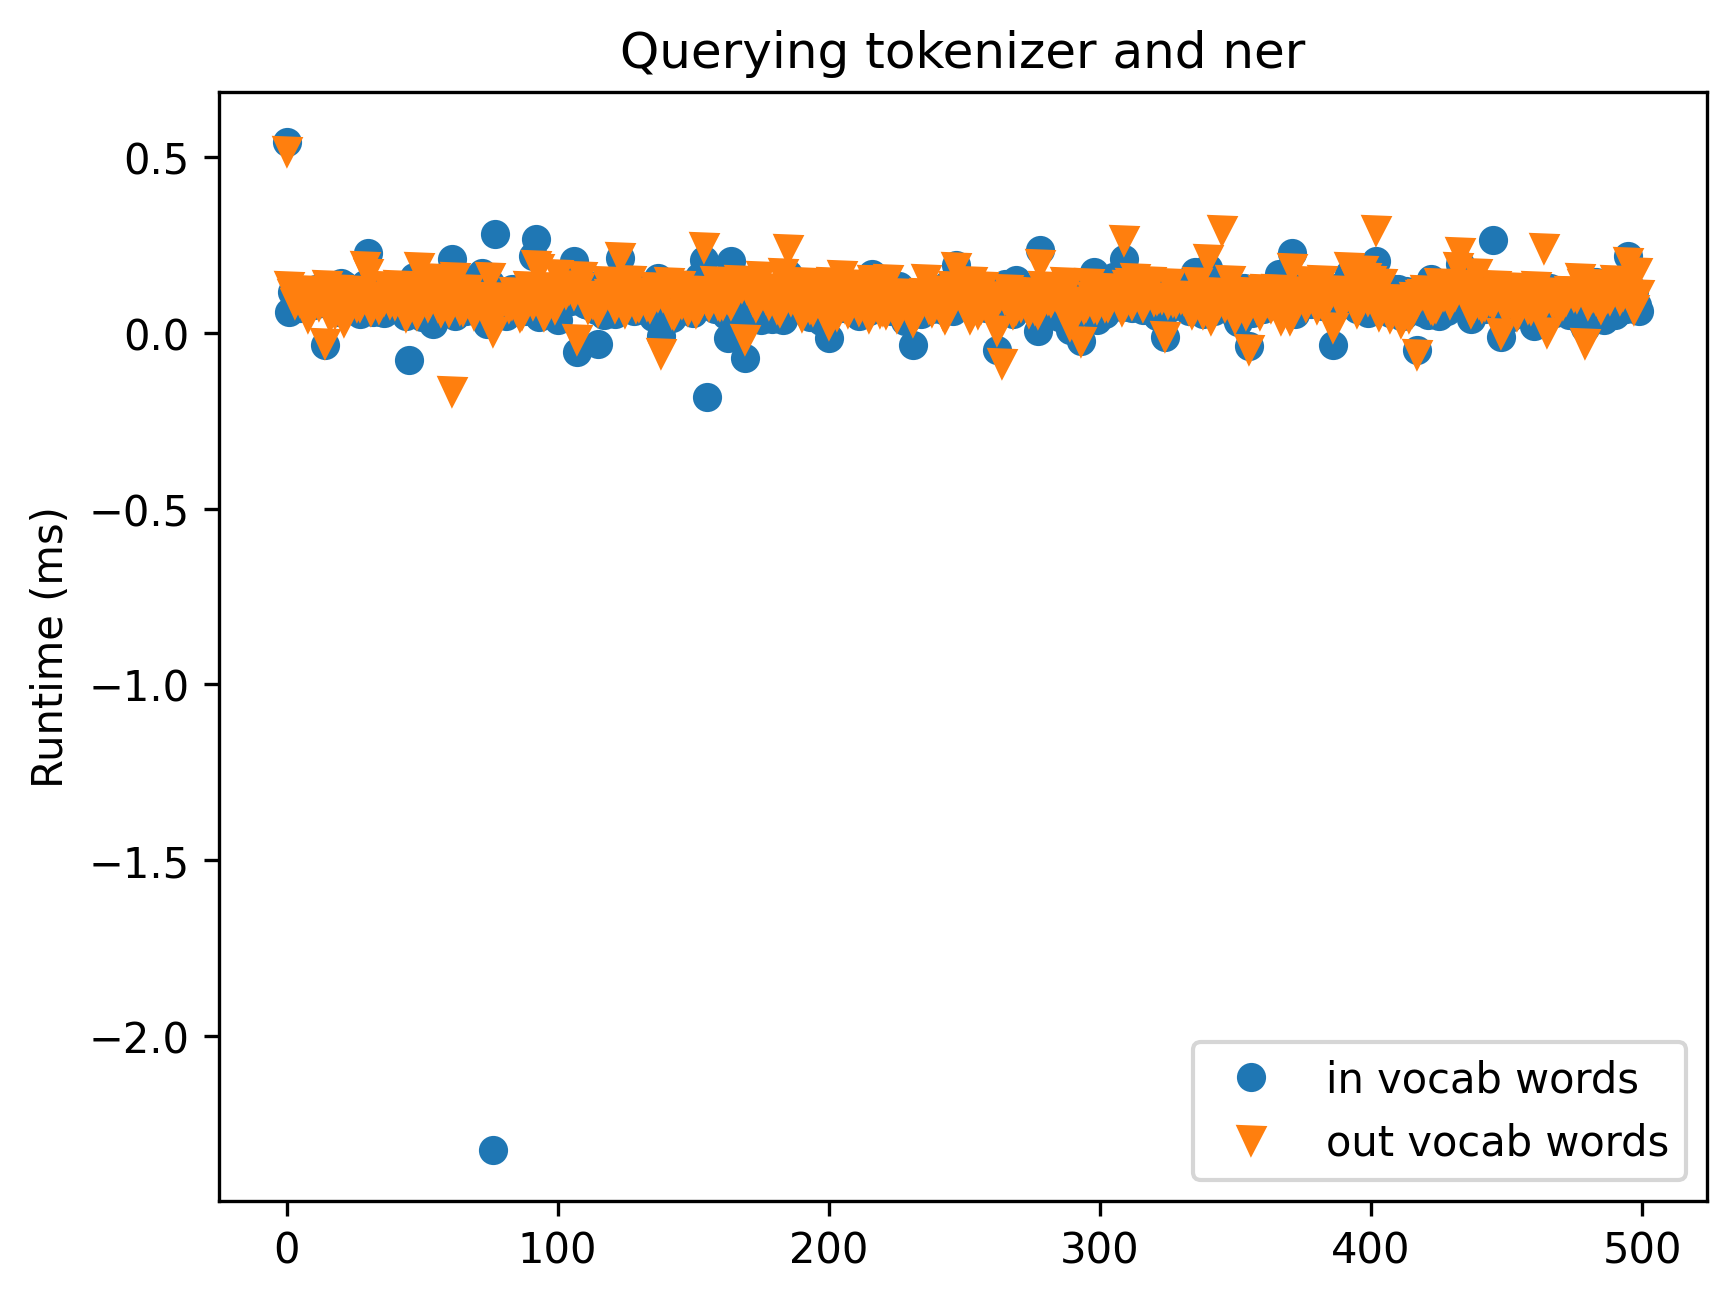 Querying tokenizer and ner
Runtime (ms)
0.5
0.0
−0.5
−1.0
−1.5
−2.0
in vocab words
out vocab words
0 100 200 300 400 500